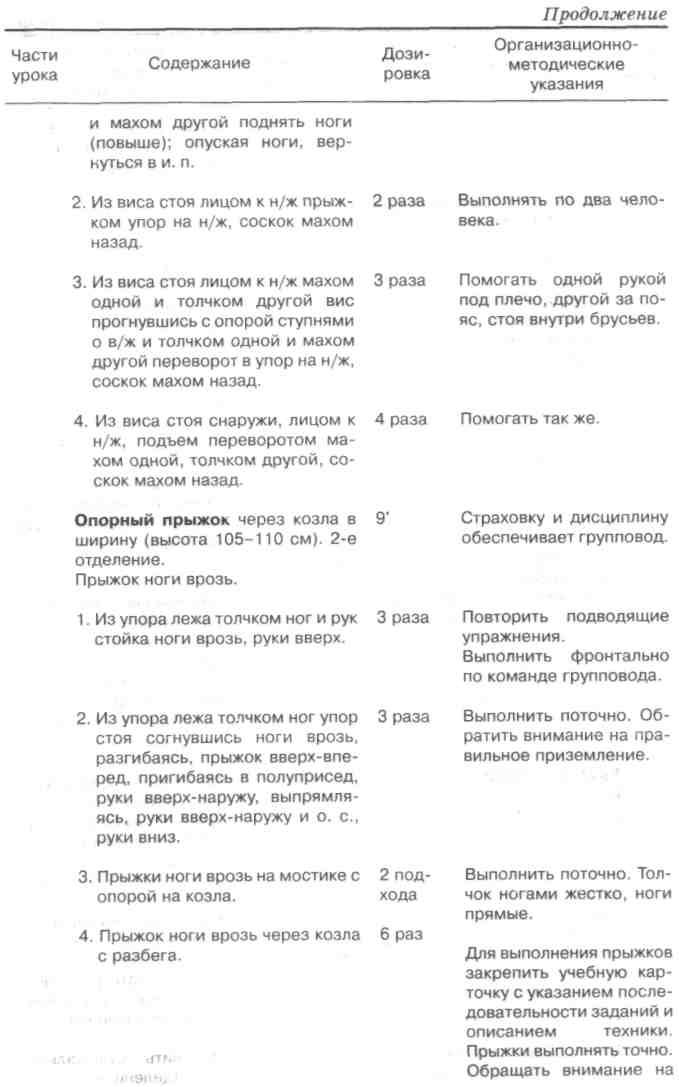 Продолжение
Части урока
Содержание
Дози-
ровка
Организационно-
методические
указания
и махом другой поднять ноги
(повыше); опуская ноги, вер-
нуться в и. п.
2. Из виса стоя лицом к н/ж прыж-
ком упор на н/ж, соскок махом
назад.
2 раза
Выполнять по два чело-
века.
3. Из виса стоя лицом к н/ж махом
одной и толчком другой вис
прогнувшись с опорой ступнями
о в/ж и толчком одной и махом
другой переворот в упор на н/ж,
соскок махом назад.
3 раза
Помогать одной рукой
под плечо, другой за по-
яс, стоя внутри брусьев.
4. Из виса стоя снаружи, лицом к
н/ж, подъем переворотом ма-
хом одной, толчком другой, со-
скок махом назад.
4 раза
Помогать так же.
Опорный прыжок через козла в
ширину (высота 105–110 см). 2-е
отделение.
Прыжок ноги врозь.
9’
Страховку и дисциплину
обеспечивает групповод.
1. Из упора лежа толчком ног и рук
стойка ноги врозь, руки вверх.
3 раза
Повторить подводящие
упражнения.
Выполнить фронтально
по команде групповода.
2. Из упора лежа толчком ног упор
стоя согнувшись ноги врозь,
разгибаясь, прыжок вверх-впе-
ред, пригибаясь в полуприсед,
руки вверх-наружу, выпрямля-
ясь, руки вверх-наружу и о. с.,
руки вниз.
3 раза
Выполнить поточно. Об-
ратить внимание на пра-
вильное приземление.
3. Прыжки ноги врозь на мостике с
опорой на козла.
2 под-
хода
Выполнить поточно. Тол-
чок ногами жестко, ноги
прямые.
4. Прыжок ноги врозь через козла
с разбега.
6 раз
Для выполнения прыжков
закрепить учебную кар-
точку с указанием после-
довательности заданий и
описанием техники.
Прыжки выполнять точно.
Обращать внимание на